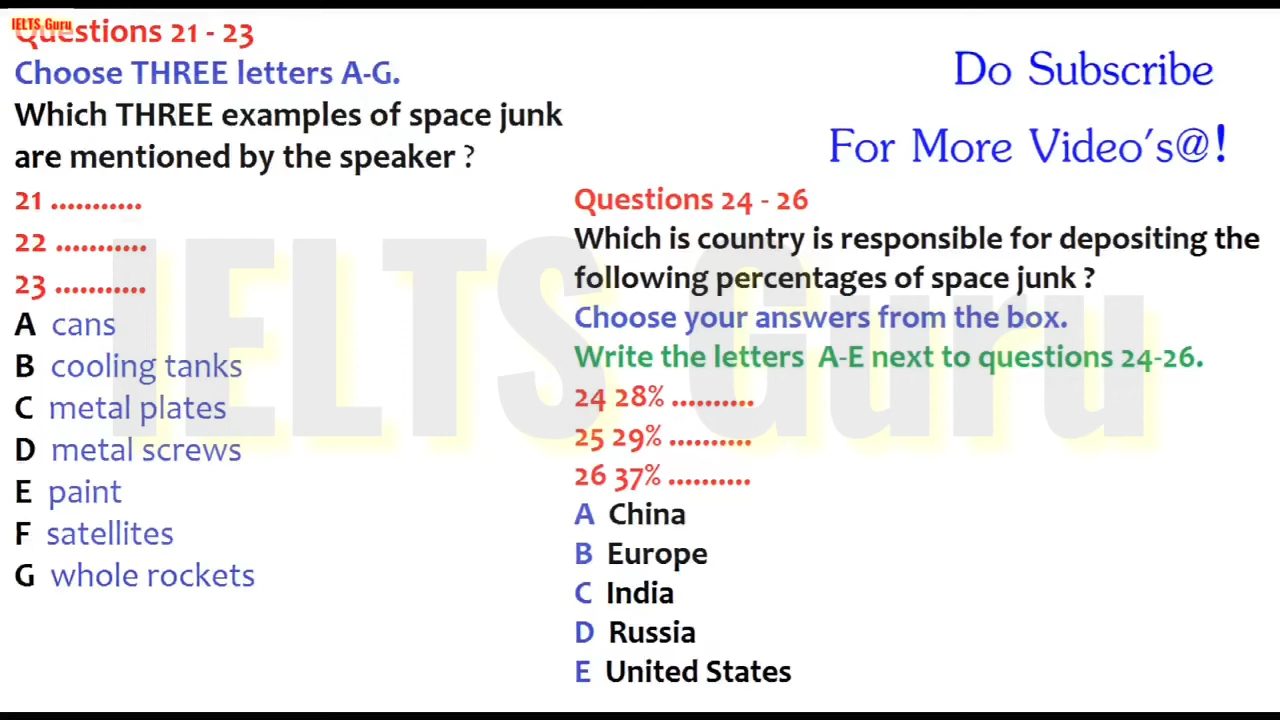 IELTS Guru
Questions 21 - 23
Choose THREE letters A-G.
Which THREE examples of space junk
are mentioned by the speaker ?
21 ...........
22 ...........
23 ...........
A cans
B cooling tanks
C metal plates
D metal screws
E paint
F satellites
G whole rockets
Do Subscribe
For More Video's@!
Questions 24 - 26
Which is country is responsible for depositing the
following percentages of space junk ?
Choose your answers from the box.
Write the letters A-E next to questions 24-26.
24 28% ..........
25 29% ..........
26 37% ..........
A China
B Europe
C India
D Russia
E United States
IELTS Guru